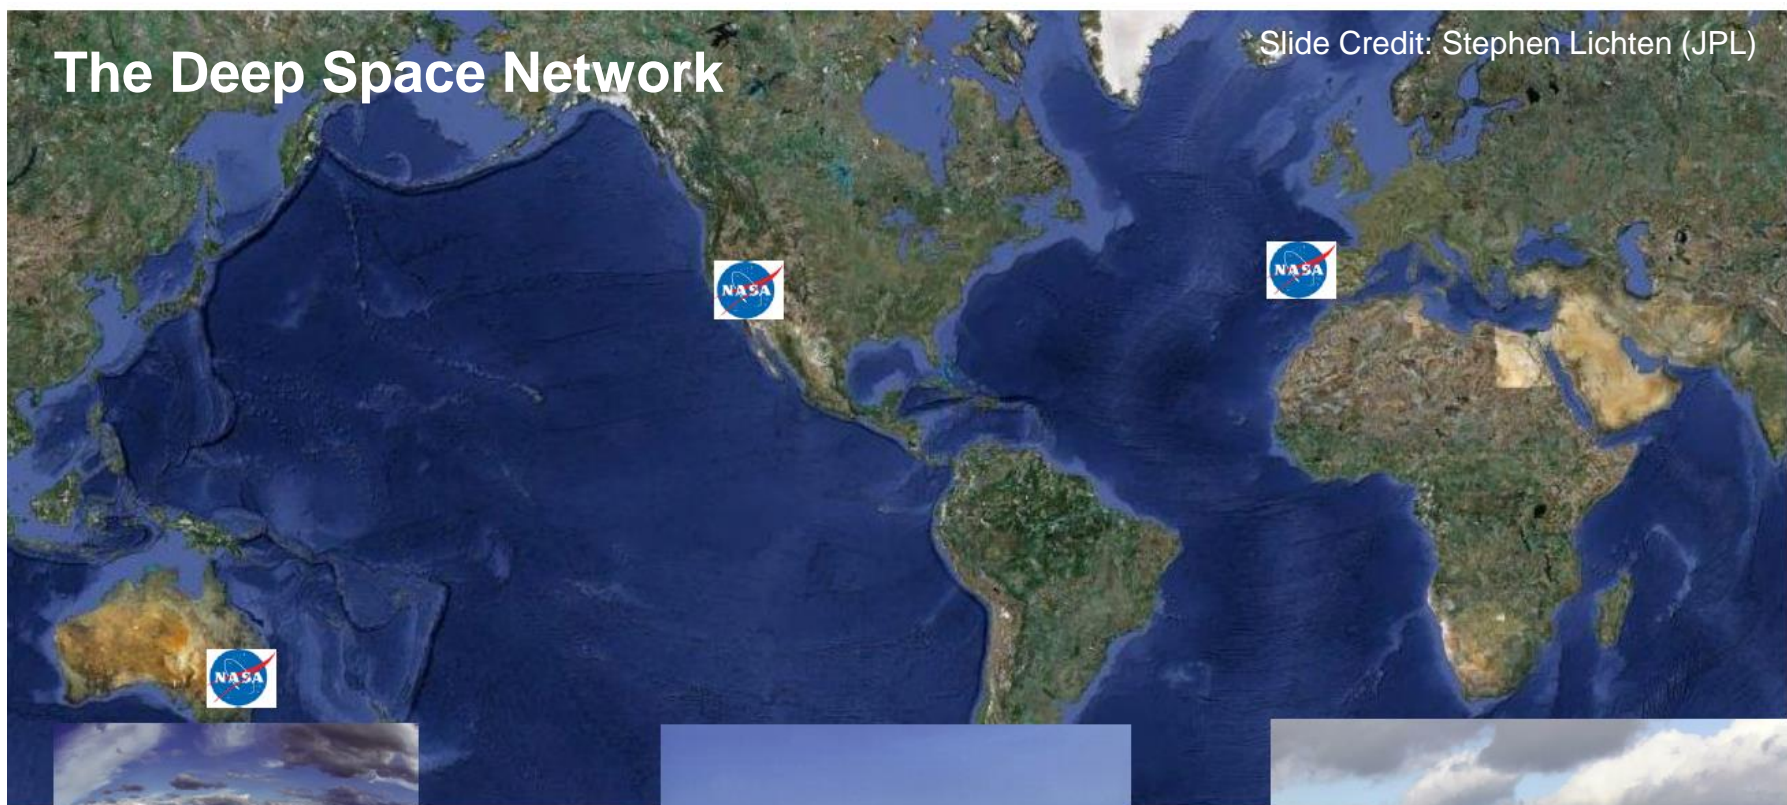 The Deep Space Network
Slide Credit: Stephen Lichten (JPL)
NASA
NASA
NASA